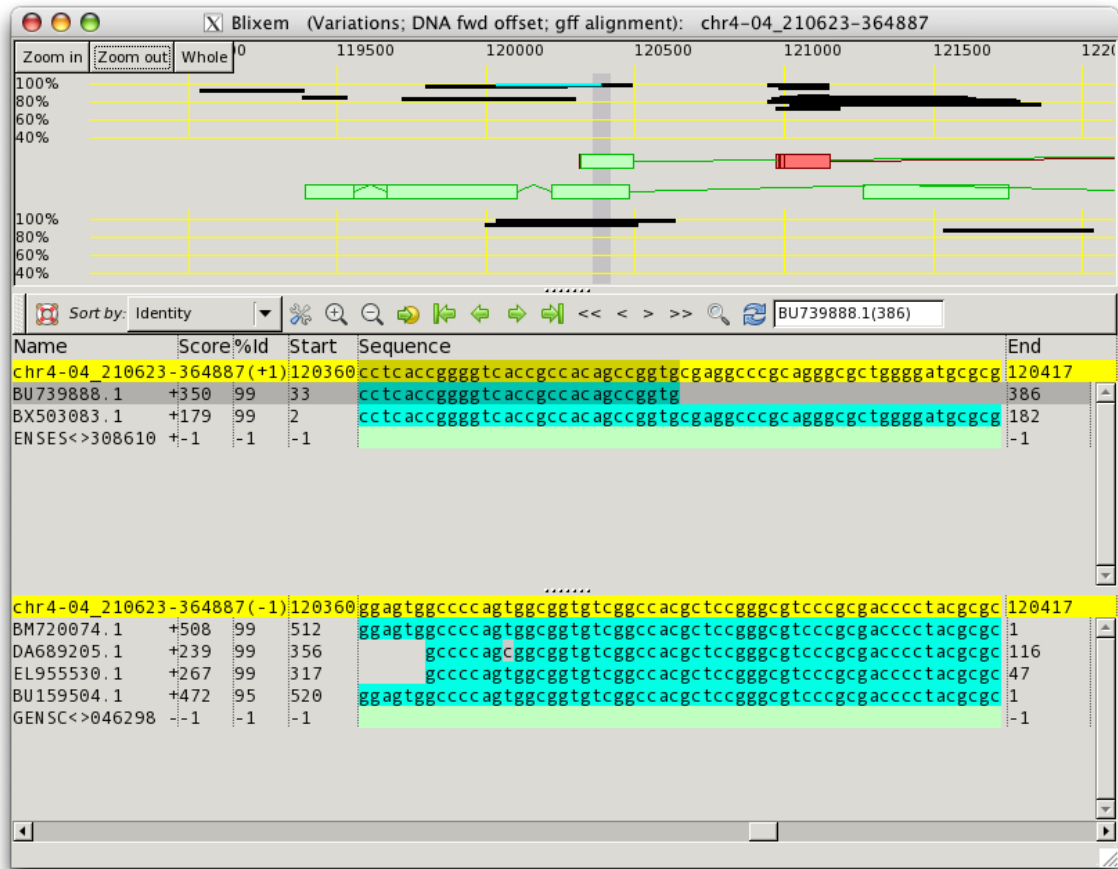 X Blixem (Variations; DNA fwd offset; gff alignment): chr4-04_210623-364887
Zoom in Zoom out Whole 0 119500 120000 120500 121000 121500 1220
100%
80%
60%
40%
100%
80%
60%
40%
Sort by: Identity << < > >> BU739888.1(386)
Name Score %Id Start Sequence End
chr4-04_210623-364887(+1) 120360 cctcaccggggtcaccgccacagccggtgcgaggcccgcagggcgctggggatgcgcg 120417
BU739888.1 +350 99 33 cctcaccggggtcaccgccacagccggtg 386
BX503083.1 +179 99 2 cctcaccggggtcaccgccacagccggtgcgaggcccgcagggcgctggggatgcgcg 182
ENSES<>308610 +-1 -1 -1 -1
chr4-04_210623-364887(-1) 120360 ggagtggccccagtggcggtgtcggccacgctccgggcgtcccgcgacccctacgcgc 120417
BM720074.1 +508 99 512 ggagtggccccagtggcggtgtcggccacgctccgggcgtcccgcgacccctacgcgc 1
DA689205.1 +239 99 356 gccccagcggcggtgtcggccacgctccgggcgtcccgcgacccctacgcgc 116
EL955530.1 +267 99 317 gccccagtggcggtgtcggccacgctccgggcgtcccgcgacccctacgcgc 47
BU159504.1 +472 95 520 ggagtggccccagtggcggtgtcggccacgctccgggcgtcccgcgacccctacgcgc 1
GENSC<>046298 --1 -1 -1 -1